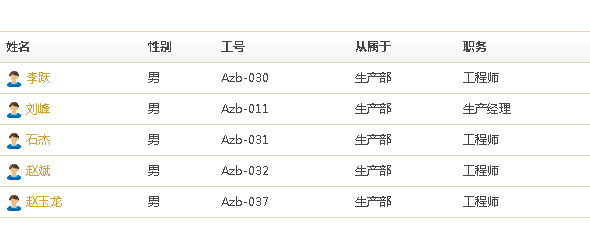 姓名 性别 工号 从属于 职务
李跃 男 Azb-030 生产部 工程师
刘峰 男 Azb-011 生产部 生产经理
石杰 男 Azb-031 生产部 工程师
赵斌 男 Azb-032 生产部 工程师
赵玉龙 男 Azb-037 生产部 工程师